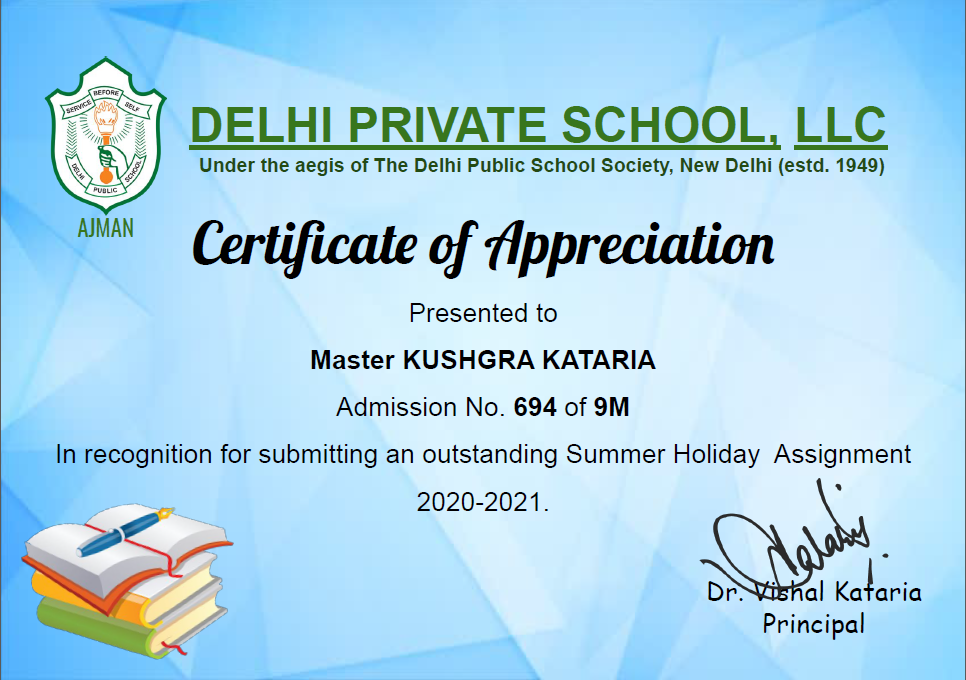 SERVICE BEFORE SELF
DELHI PUBLIC SCHOOL
AJMAN
DELHI PRIVATE SCHOOL, LLC
Under the aegis of The Delhi Public School Society, New Delhi (estd. 1949)
Certificate of Appreciation
Presented to
Master KUSHGRA KATARIA
Admission No. 694 of 9M
In recognition for submitting an outstanding Summer Holiday  Assignment
2020-2021.
Dr. Vishal Kataria
Principal